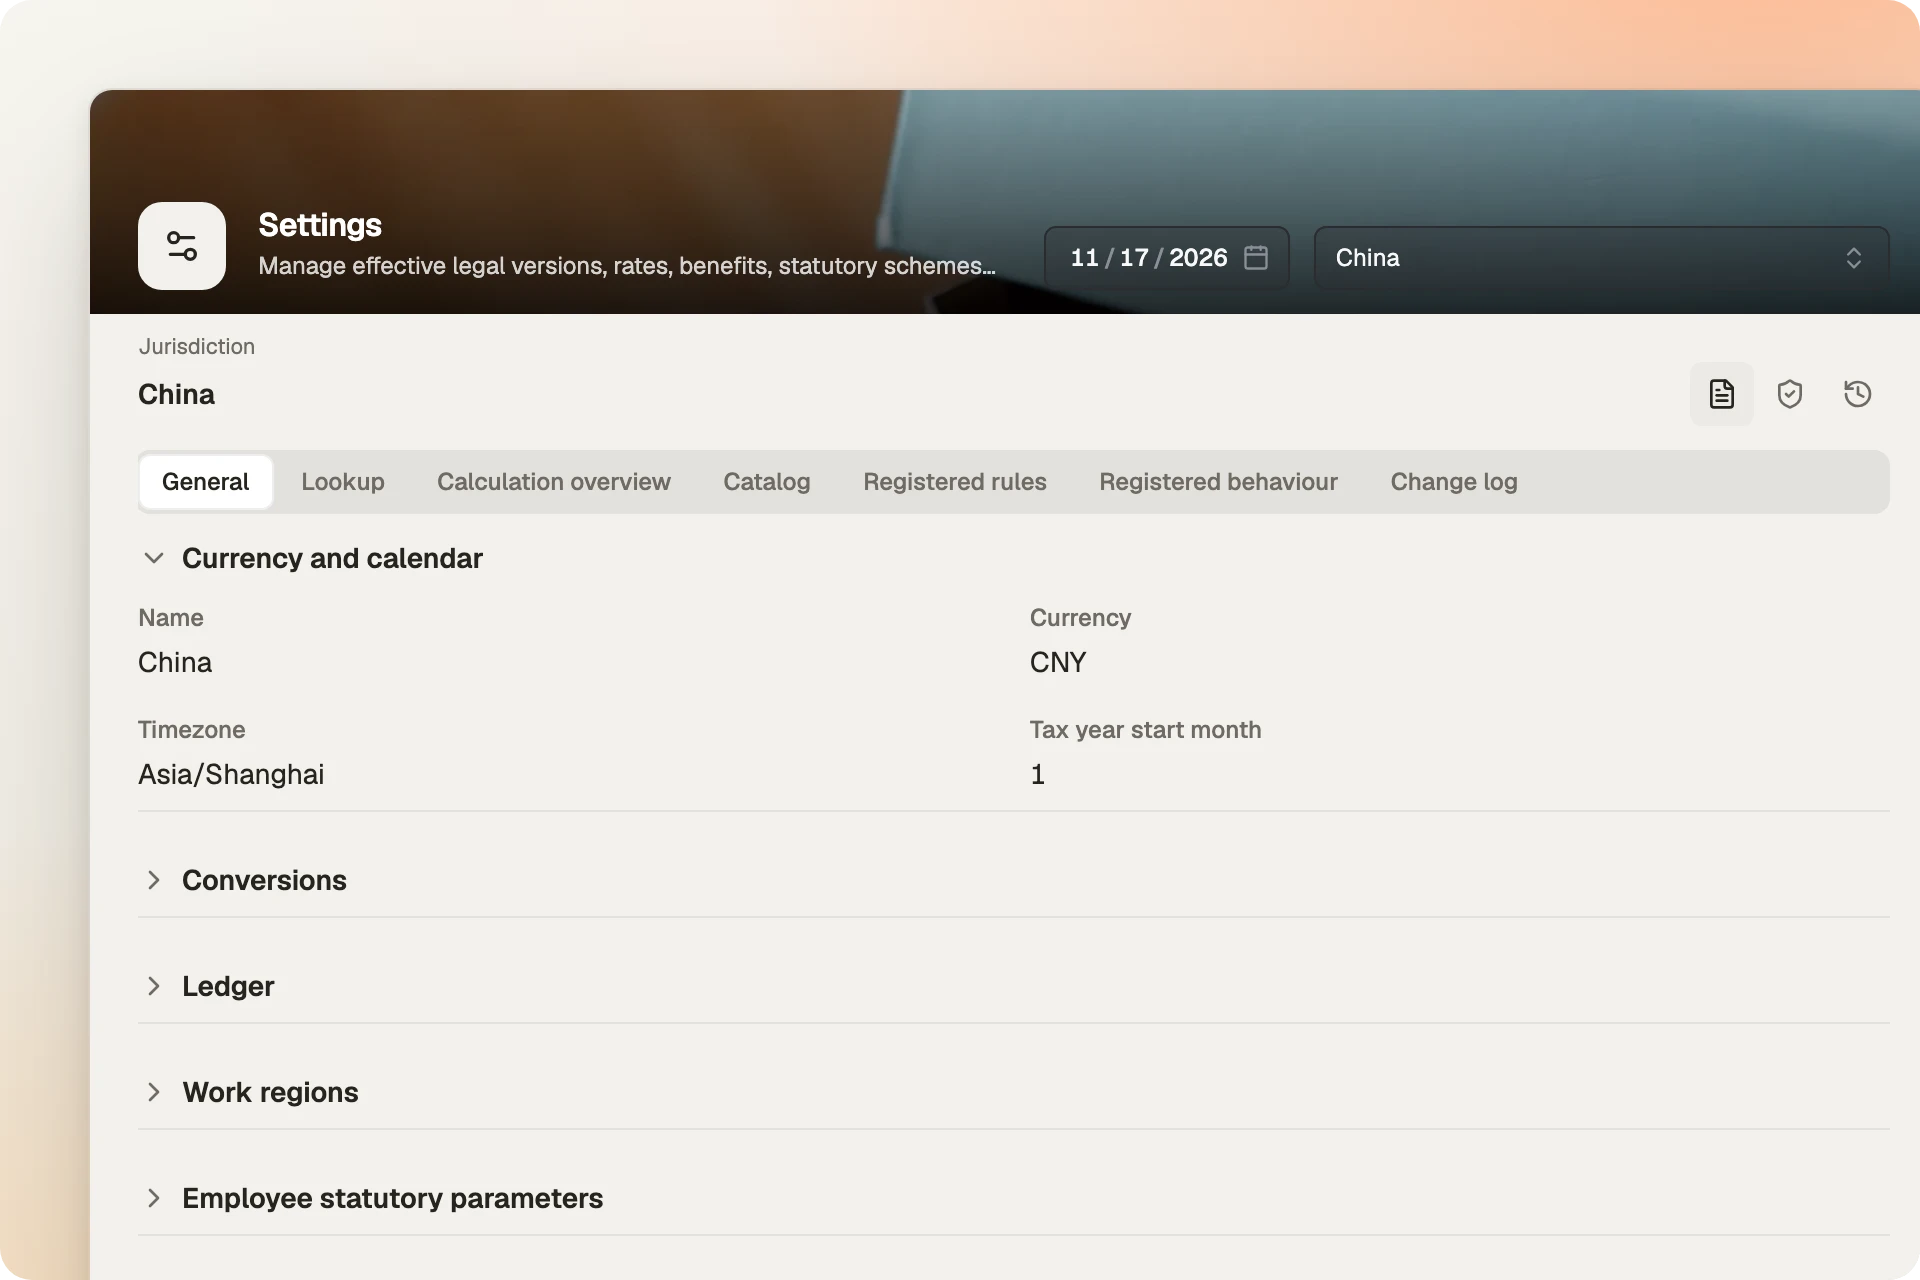 Settings
Manage effective legal versions, rates, benefits, statutory schemes...
11/17/2026
China
Jurisdiction
China
General Lookup Calculation overview Catalog Registered rules Registered behaviour Change log
Currency and calendar
Name Currency
China CNY
Timezone Tax year start month
Asia/Shanghai 1
Conversions
Ledger
Work regions
Employee statutory parameters